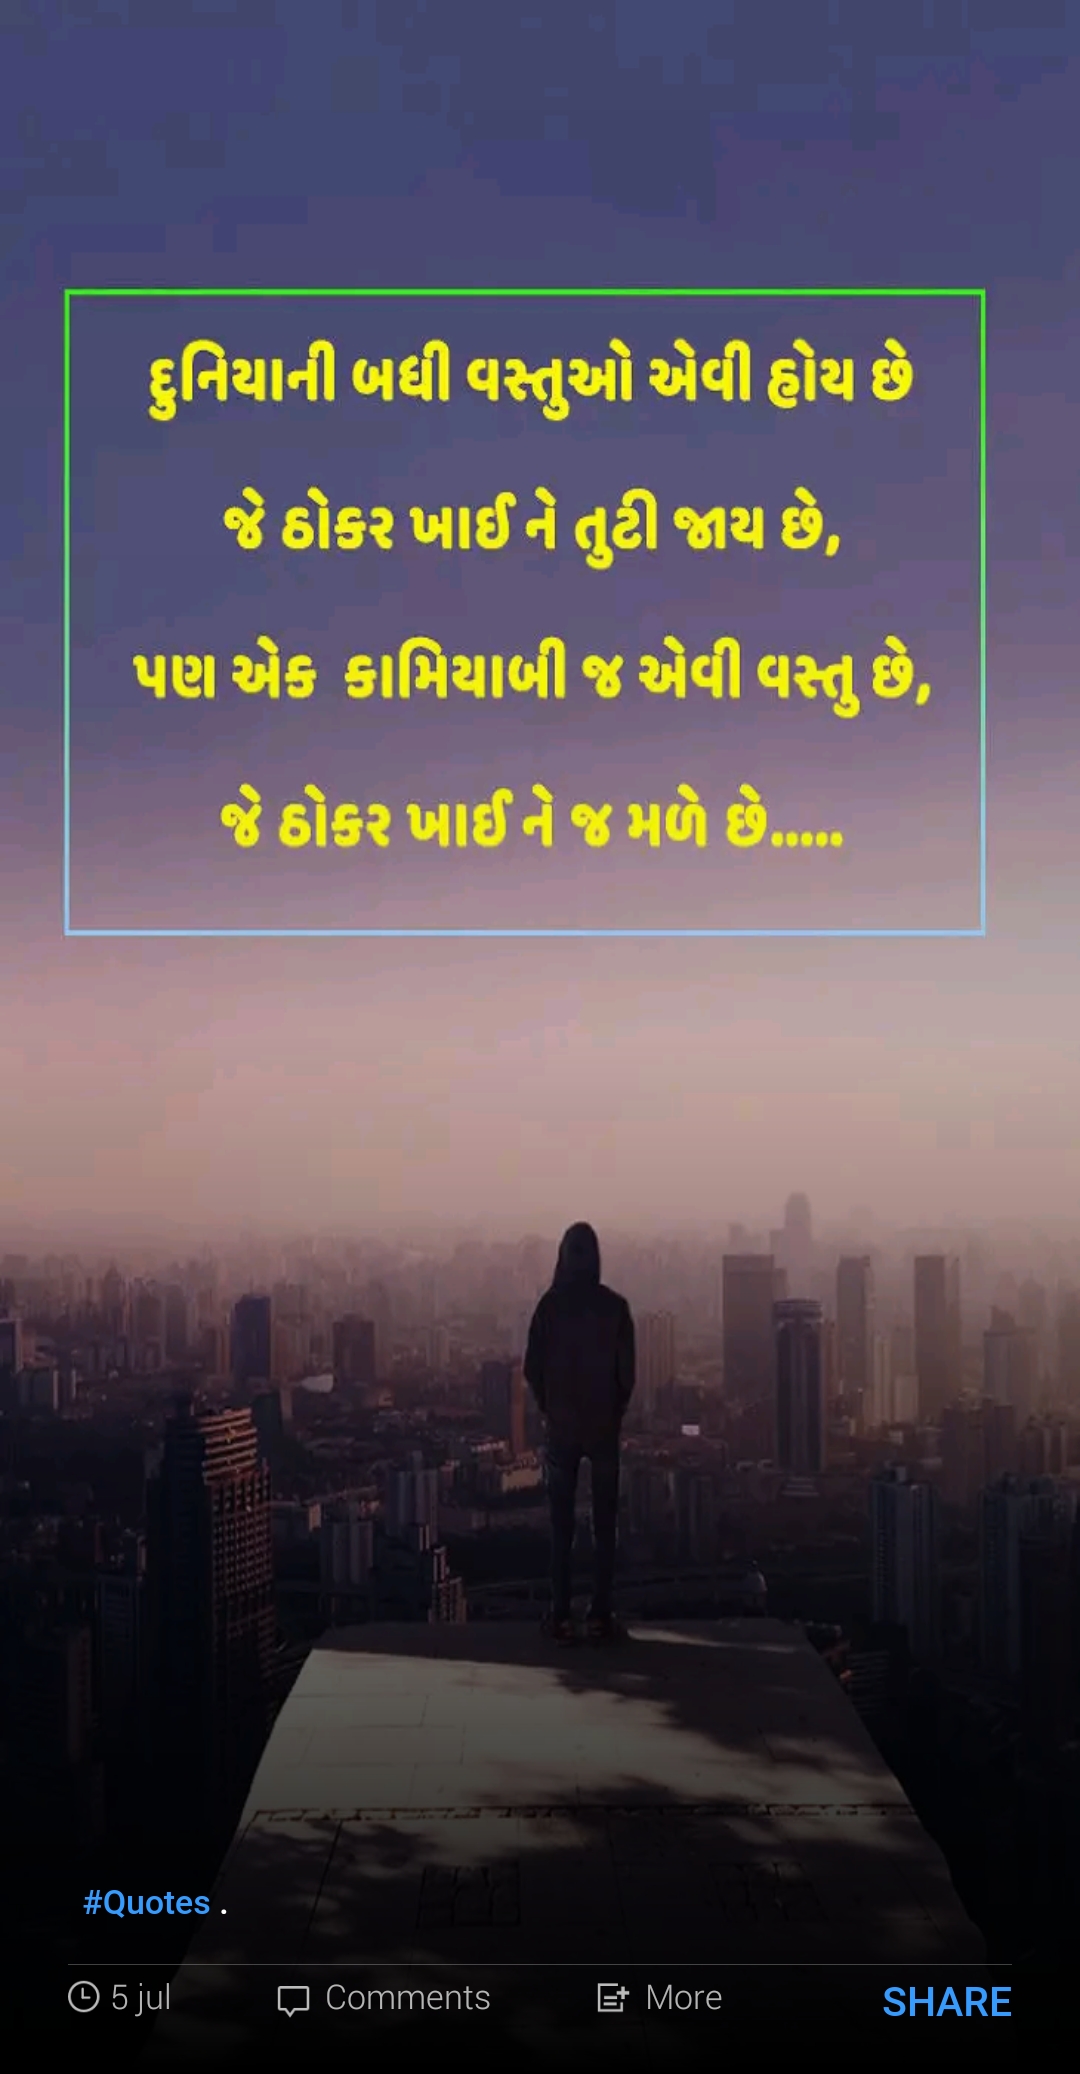 દુનિયાની બધી વસ્તુઓ એવી હોય છે
જે ઠોકર ખાઈ ને તુટી જાય છે,
પણ એક કામિયાબી જ એવી વસ્તુ છે,
જે ઠોકર ખાઈ ને જ મળે છે.....
#Quotes .
5 jul
Comments
More
SHARE